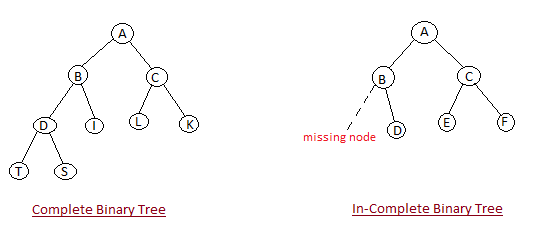 A
B
C
D
I
L
K
T
S
Complete Binary Tree
A
B
C
missing node
D
E
F
In-Complete Binary Tree